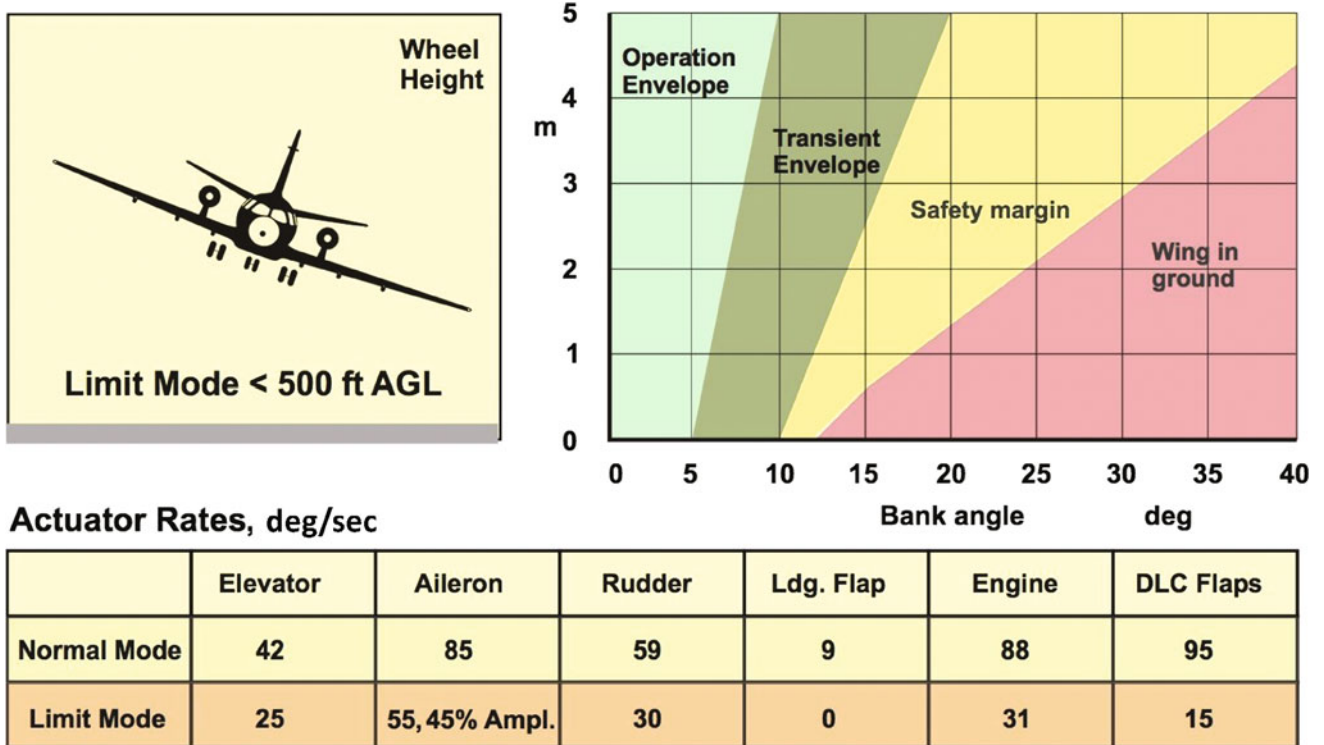 Wheel
Height
Limit Mode < 500 ft AGL
5
4
m
3
2
1
0
Operation
Envelope
Transient
Envelope
Safety margin
Wing in
ground
0 5 10 15 20 25 30 35 40
Bank angle deg
Actuator Rates, deg/sec
Elevator Aileron Rudder Ldg. Flap Engine DLC Flaps
Normal Mode 42 85 59 9 88 95
Limit Mode 25 55, 45% Ampl. 30 0 31 15